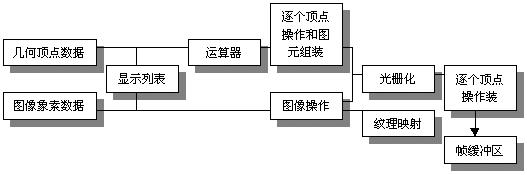 几何顶点数据
图像象素数据
显示列表
运算器
逐个顶点
操作和图
元组装
图像操作
光栅化
纹理映射
逐个顶点
操作装
帧缓冲区